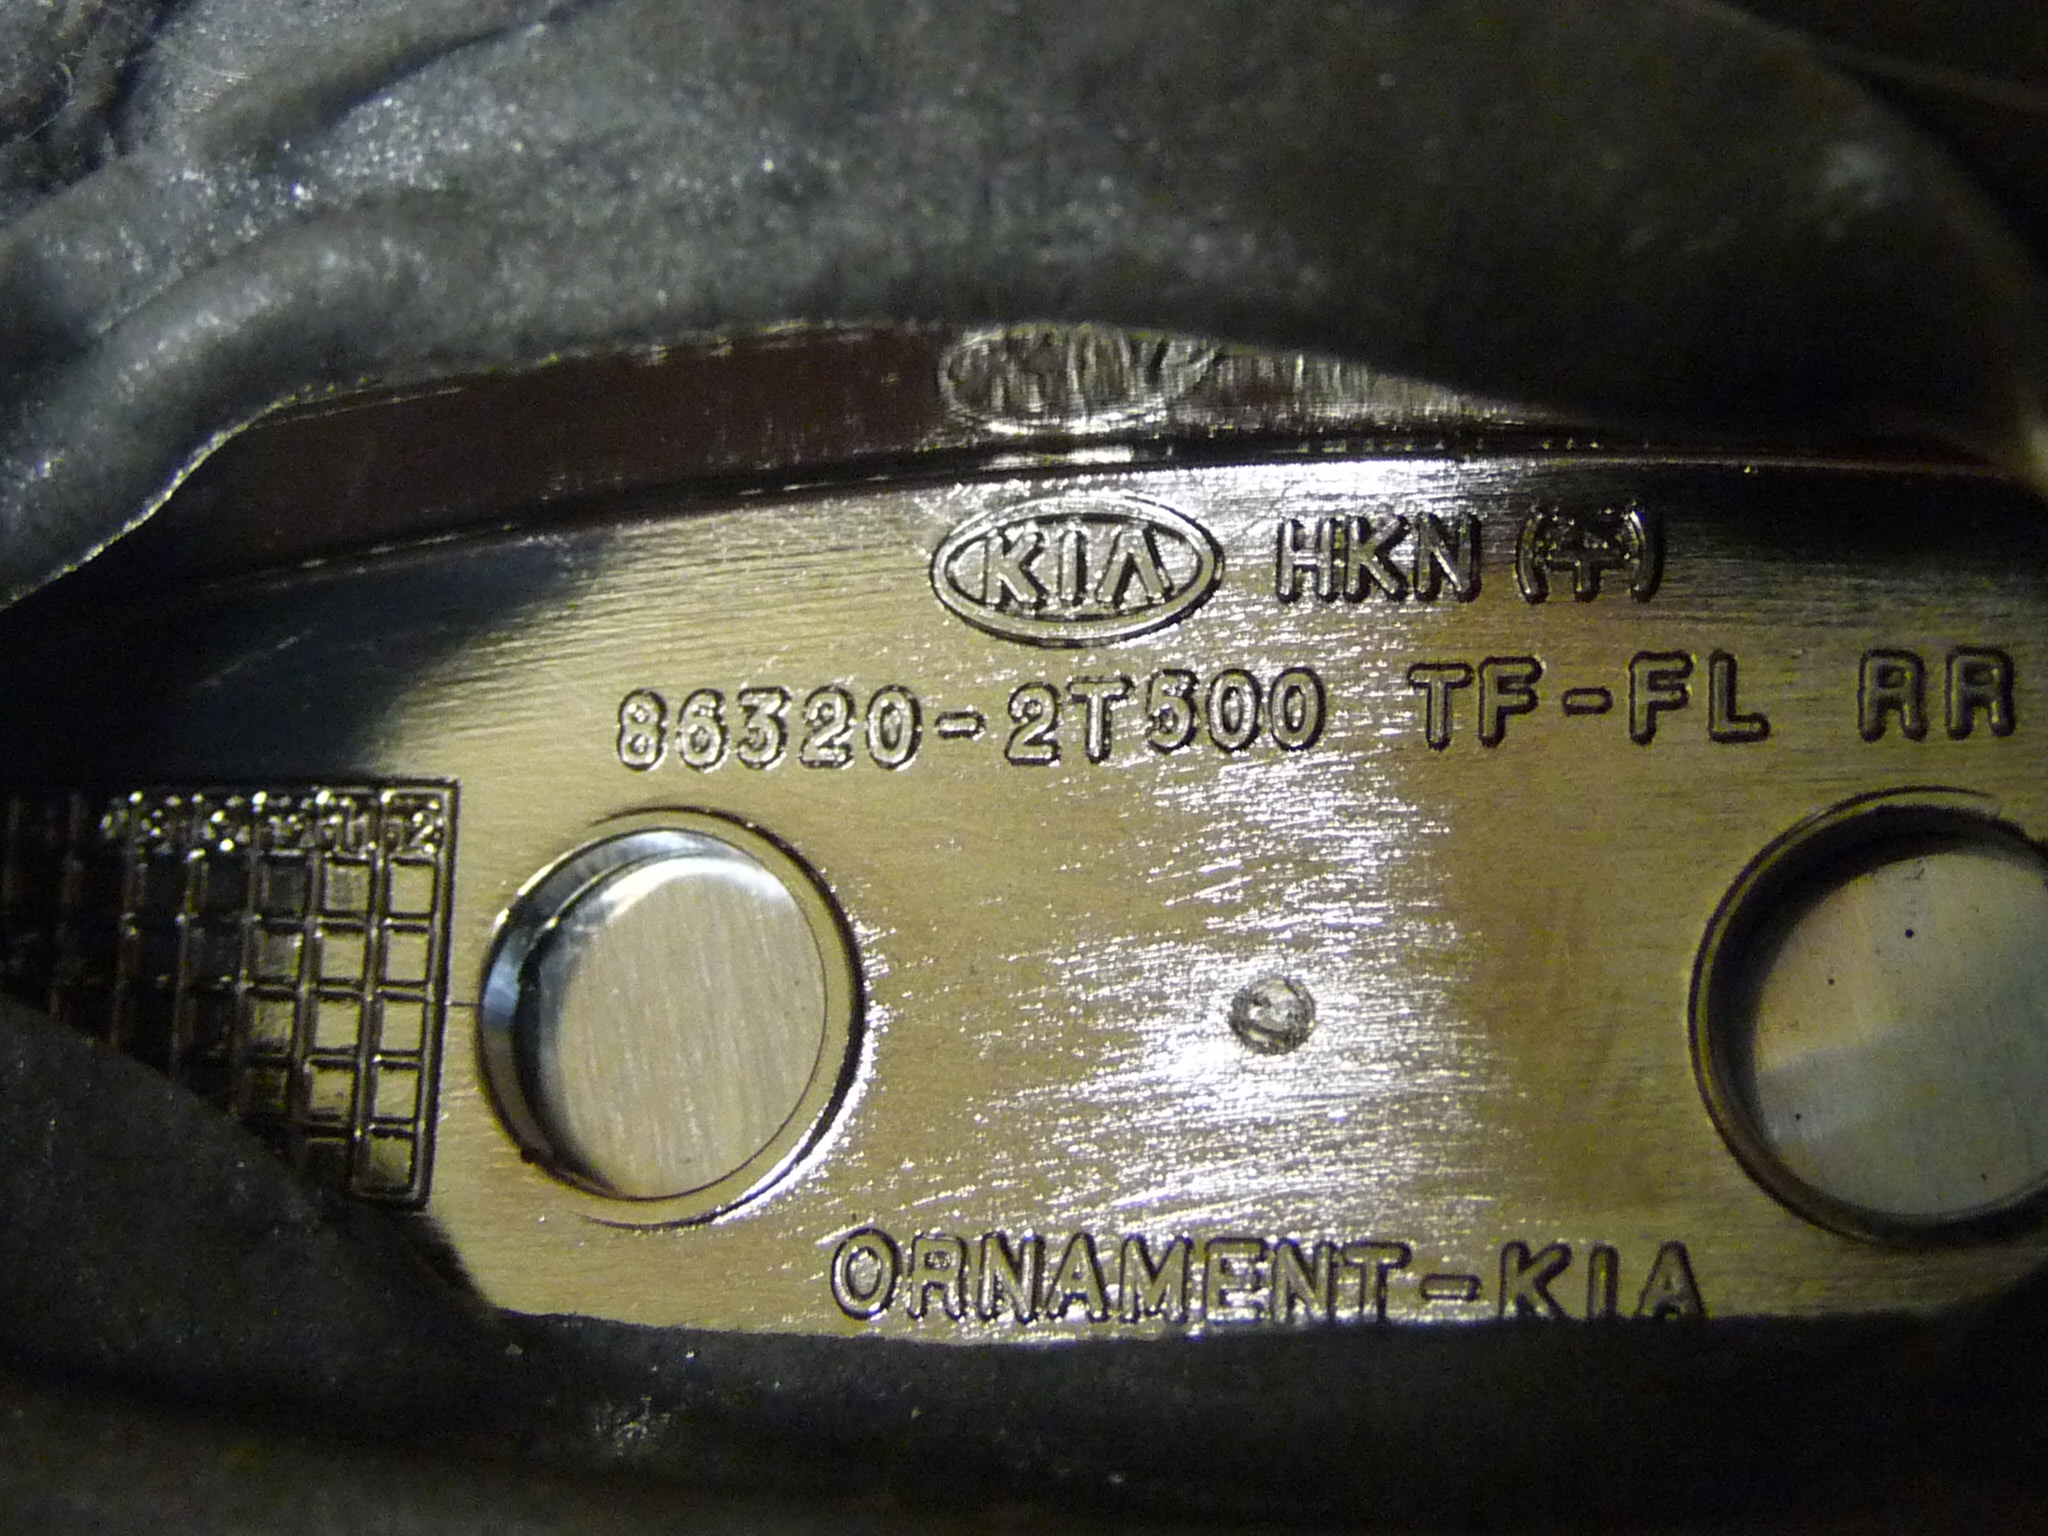 KIA HKN
86320-2T500 TF-FL RR
ORNAMENT-KIA